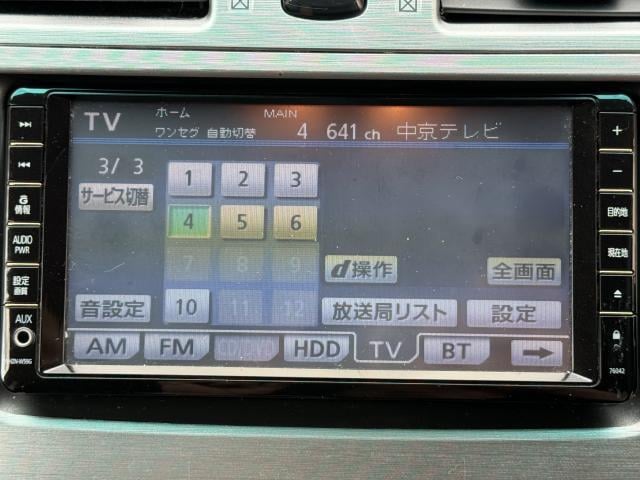 TV
ホーム
MAIN
ワンセグ 自動切替
4 641 ch 中京テレビ
3/ 3
サービス切替
1 2 3
4 5 6
7 8 9
10 11 12
d操作
全画面
音設定
放送局リスト
設定
AM FM HDD TV BT
情報
AUDIO PWR
設定
画質
AUX
+
−
目的地
現在地
76042